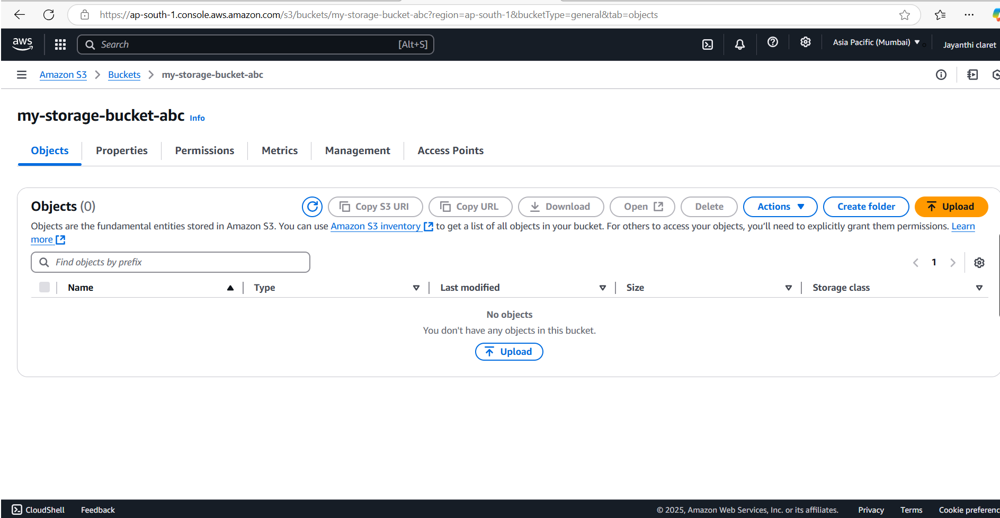 https://ap-south-1.console.aws.amazon.com/s3/buckets/my-storage-bucket-abc?region=ap-south-1&bucketType=general&tab=objects
aws Search [Alt+S] Asia Pacific (Mumbai) Jayanthi claret
Amazon S3 Buckets my-storage-bucket-abc
my-storage-bucket-abc Info
Objects Properties Permissions Metrics Management Access Points
Objects (0) Copy S3 URI Copy URL Download Open Delete Actions Create folder Upload
Objects are the fundamental entities stored in Amazon S3. You can use Amazon S3 inventory to get a list of all objects in your bucket. For others to access your objects, you’ll need to explicitly grant them permissions. Learn
more
Find objects by prefix 1
Name Type Last modified Size Storage class
No objects
You don't have any objects in this bucket.
Upload
CloudShell Feedback © 2025, Amazon Web Services, Inc. or its affiliates. Privacy Terms Cookie preferenc